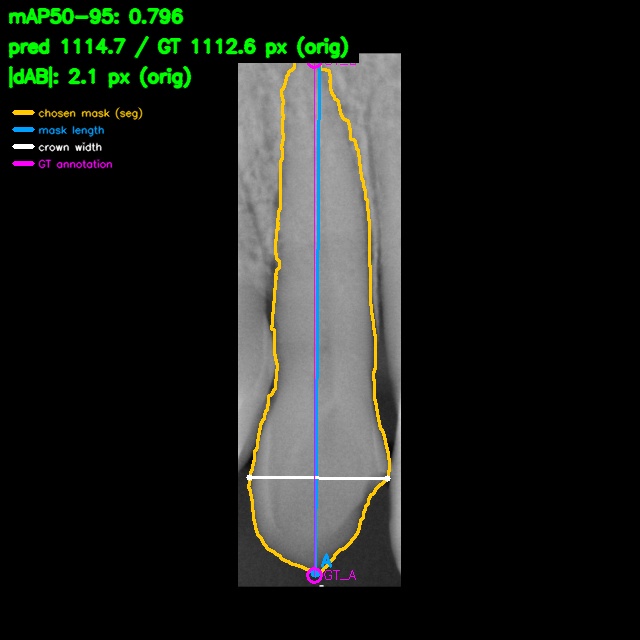 mAP50-95: 0.796
pred 1114.7 / GT 1112.6 px (orig)
|dAB|: 2.1 px (orig)
chosen mask (seg)
mask length
crown width
GT annotation
A
GT_A